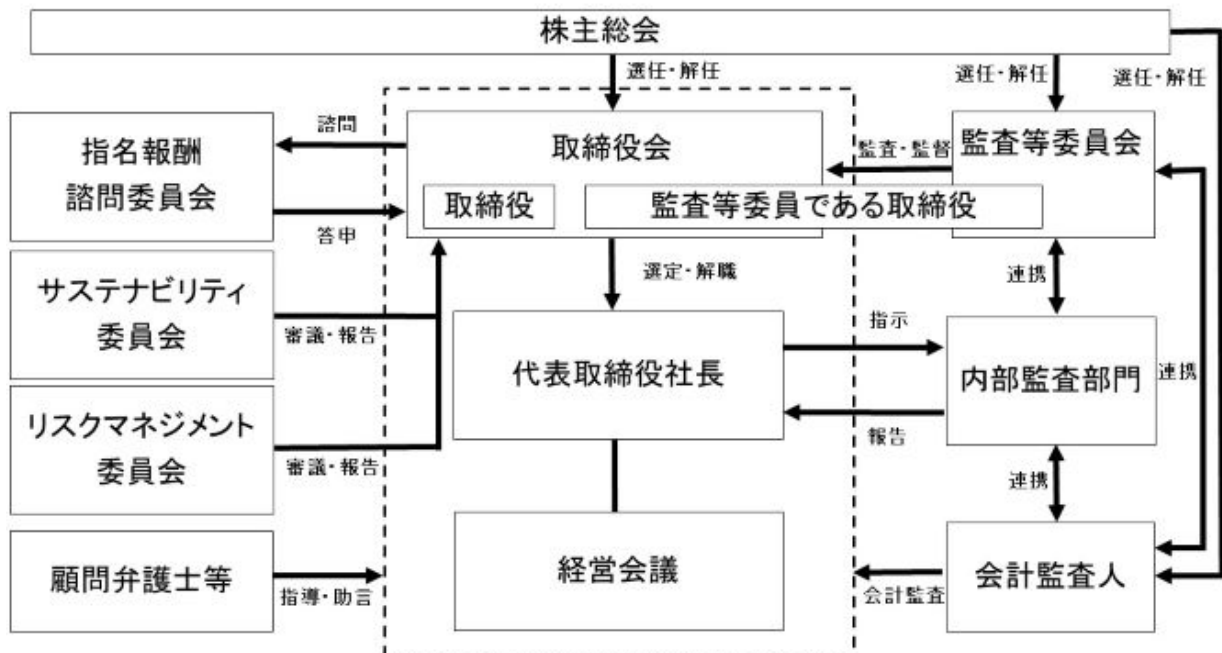 株主総会
選任・解任
選任・解任
選任・解任
指名報酬
諮問委員会
諮問
答申
取締役会
取締役
監査等委員である取締役
監査・監督
監査等委員会
選定・解職
連携
サステナビリティ
委員会
審議・報告
代表取締役社長
指示
報告
内部監査部門
連携
リスクマネジメント
委員会
審議・報告
連携
顧問弁護士等
指導・助言
経営会議
会計監査
会計監査人